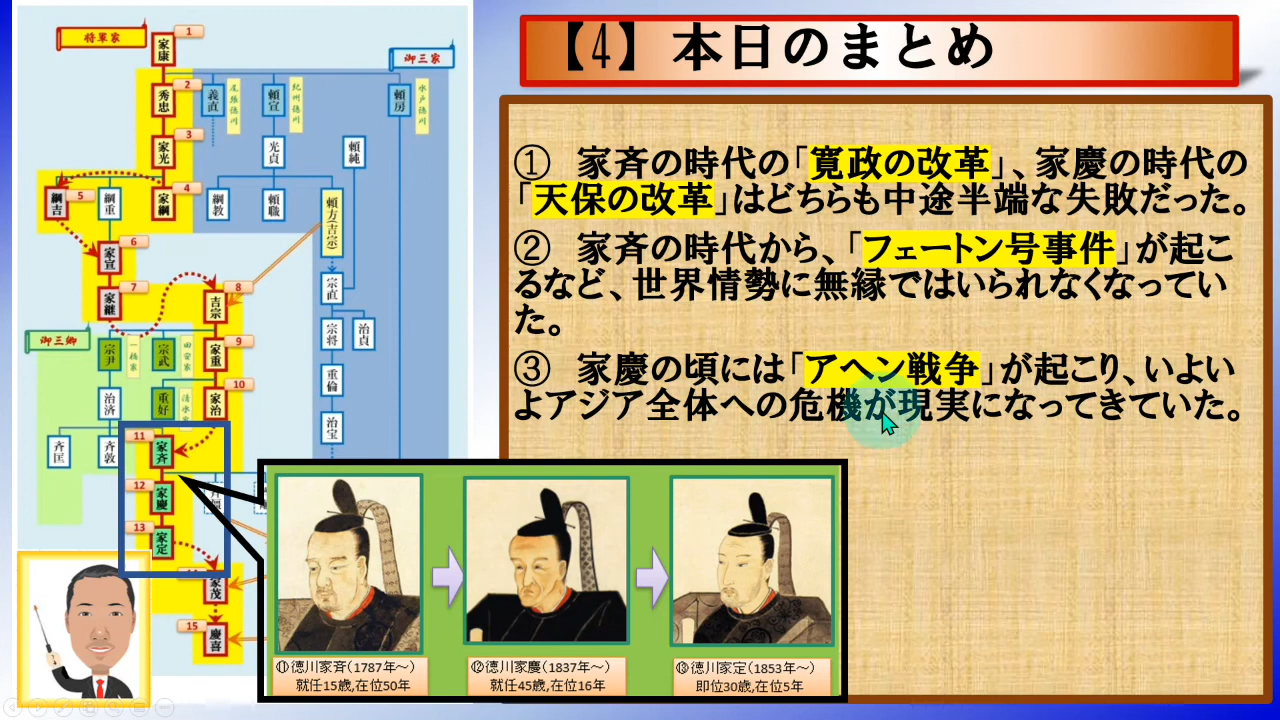 【4】 本日のまとめ
① 家斉の時代の「寛政の改革」、家慶の時代の
「天保の改革」はどちらも中途半端な失敗だった。
② 家斉の時代から、「フェートン号事件」が起こ
るなど、世界情勢に無縁ではいられなくなってい
た。
③ 家慶の頃には「アヘン戦争」が起こり、いよい
よアジア全体への危機が現実になってきていた。
将軍家
御三家
1
家康
2
秀忠
義直
尾張徳川
頼宣
紀州徳川
頼房
水戸徳川
3
家光
光貞
頼純
4
家綱
5
綱吉
綱重
綱教
頼職
頼方(吉宗)
6
家宣
宗直
7
家継
8
吉宗
宗将
治貞
御三卿
宗尹
一橋家
宗武
田安家
9
家重
重倫
10
家治
治済
重好
清水家
治宝
11
家斉
斉匡
斉敦
12
家慶
13
家定
家茂
15
慶喜
⑪徳川家斉(1787年~)
就任15歳,在位50年
⑫徳川家慶(1837年~)
就任45歳,在位16年
⑬徳川家定(1853年~)
即位30歳,在位5年